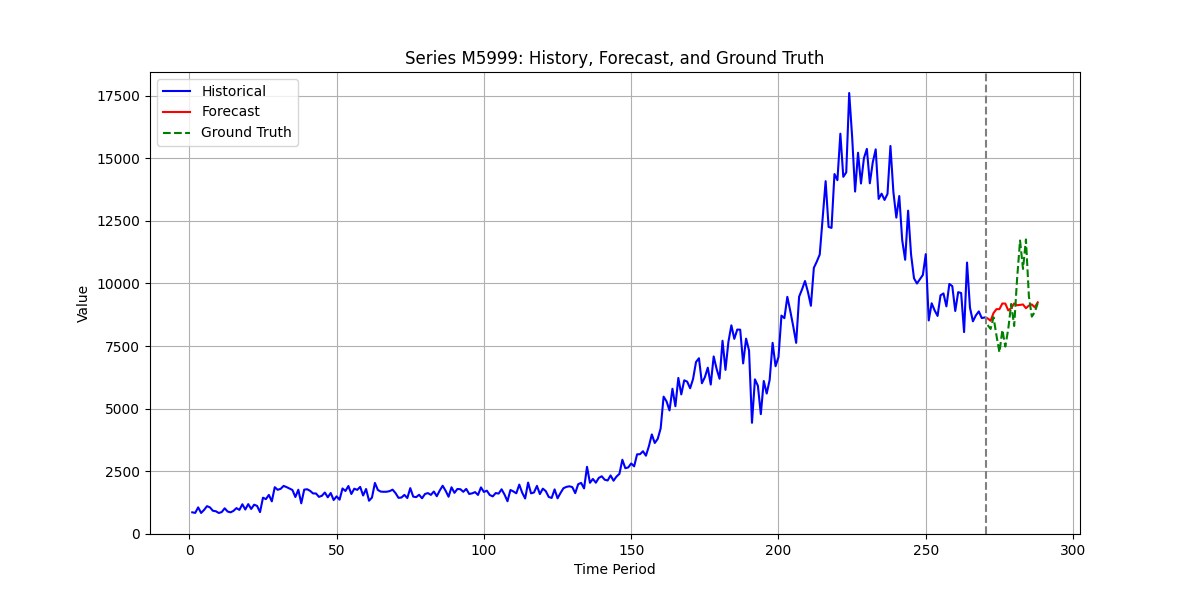 Series M5999: History, Forecast, and Ground Truth
Historical
Forecast
Ground Truth
17500
15000
12500
10000
7500
5000
2500
0
Value
0 50 100 150 200 250 300
Time Period